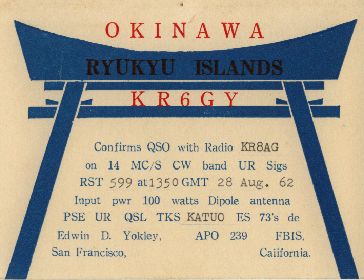 OKINAWA
RYUKYU ISLANDS
KR6GY
Confirms QSO with Radio KR8AG
on 14 MC/S CW band UR Sigs
RST 599 at 1350 GMT 28 Aug. 62
Input pwr 100 watts Dipole antenna
PSE UR QSL TKS KATUO ES 73's de
Edwin D. Yokley, APO 239 FBIS,
San Francisco, California.